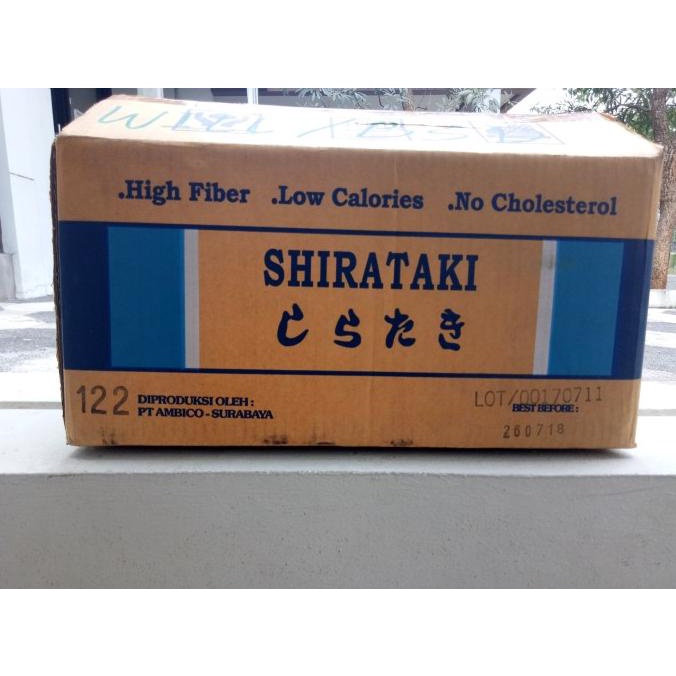 .High Fiber .Low Calories .No Cholesterol
SHIRATAKI
しらたき
122
DIPRODUKSI OLEH :
PT AMBICO - SURABAYA
LOT/00170711
BEST BEFORE :
260718